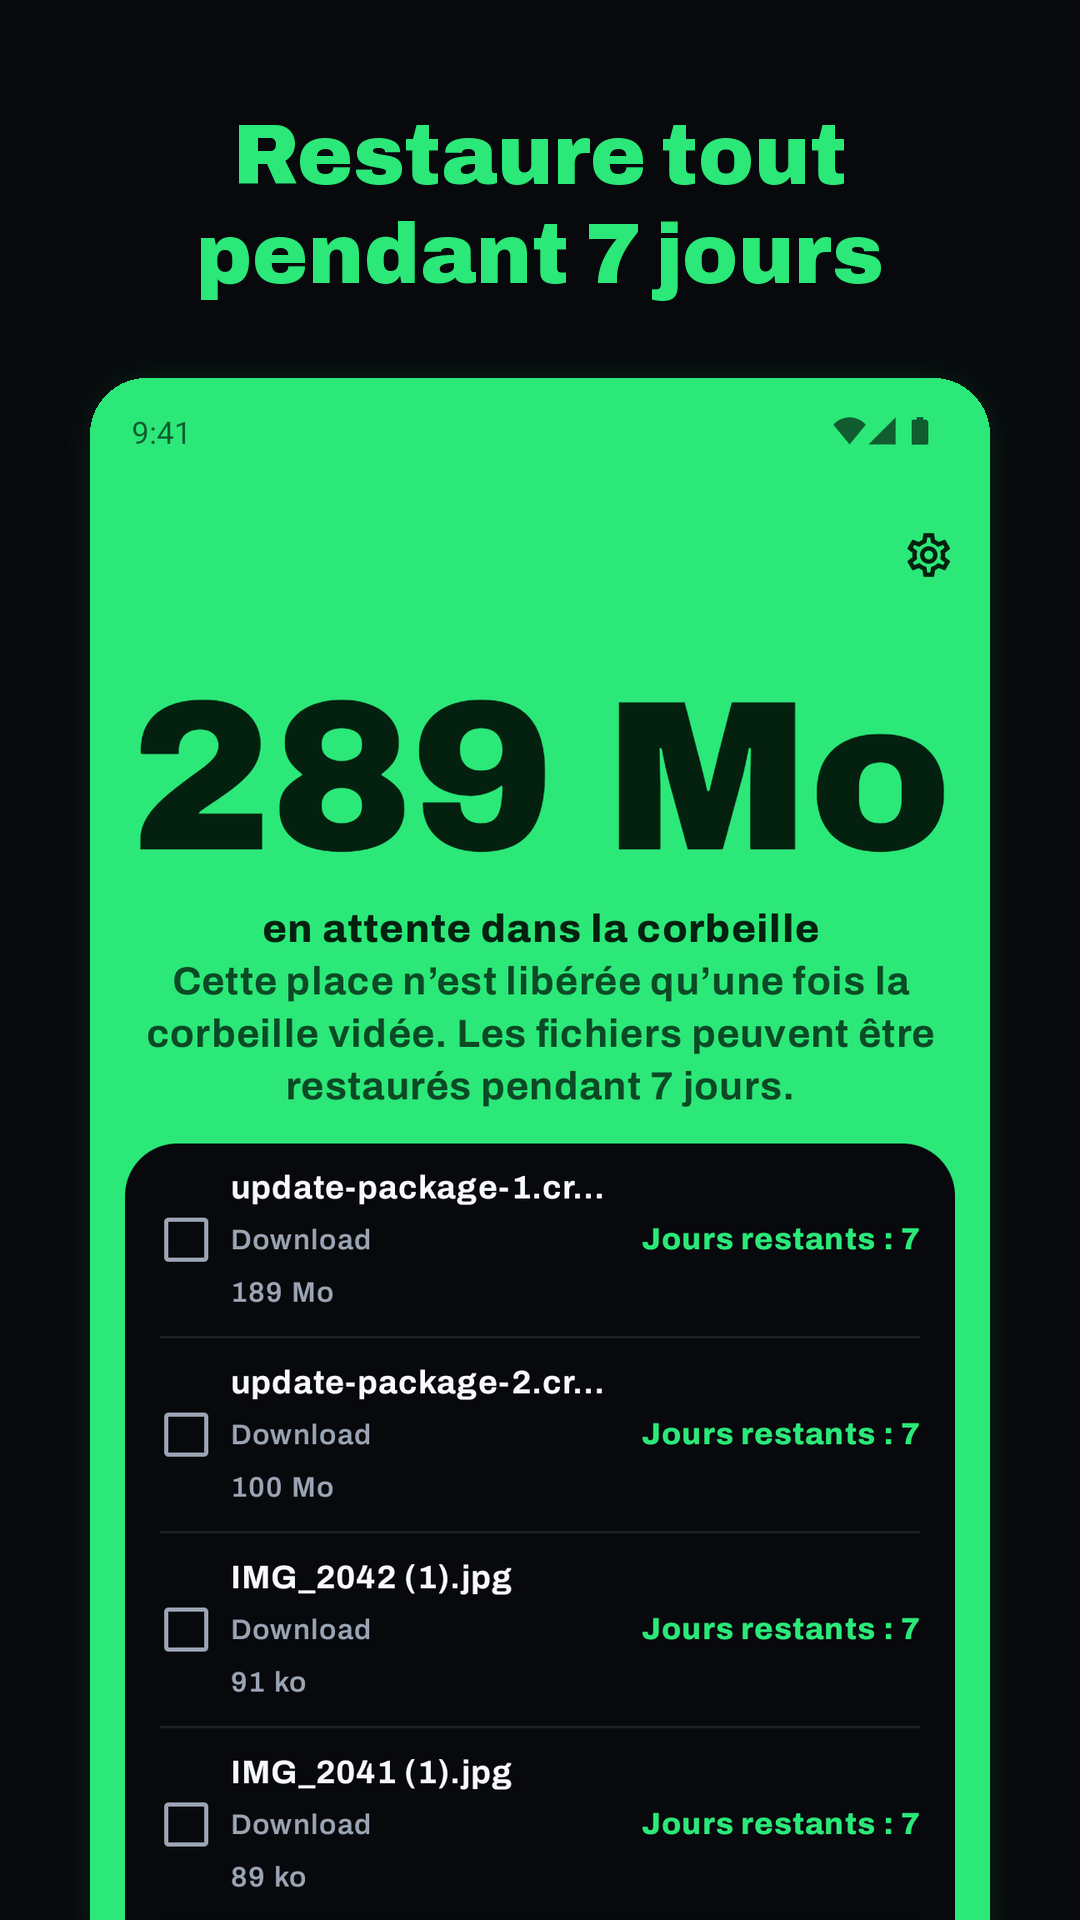 Restaure tout
pendant 7 jours
9:41
289 Mo
en attente dans la corbeille
Cette place n’est libérée qu’une fois la
corbeille vidée. Les fichiers peuvent être
restaurés pendant 7 jours.
update-package-1.cr...
Download
Jours restants : 7
189 Mo
update-package-2.cr...
Download
Jours restants : 7
100 Mo
IMG_2042 (1).jpg
Download
Jours restants : 7
91 ko
IMG_2041 (1).jpg
Download
Jours restants : 7
89 ko